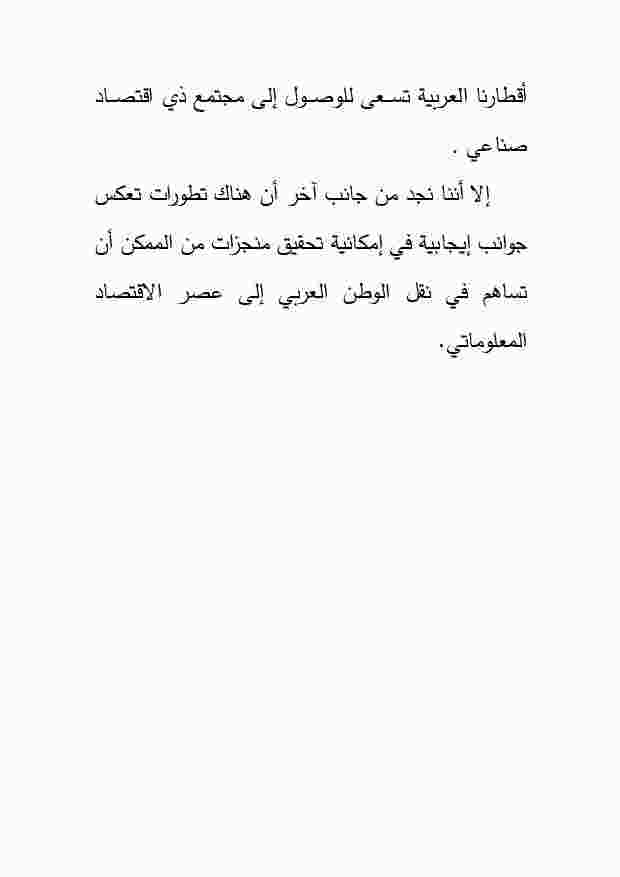 أقطارنا العربية تسعى للوصول إلى مجتمع ذي اقتصاد
صناعي .
إلا أننا نجد من جانب آخر أن هناك تطورات تعكس
جوانب إيجابية في إمكانية تحقيق منجزات من الممكن أن
تساهم في نقل الوطن العربي إلى عصر الاقتصاد
المعلوماتي.